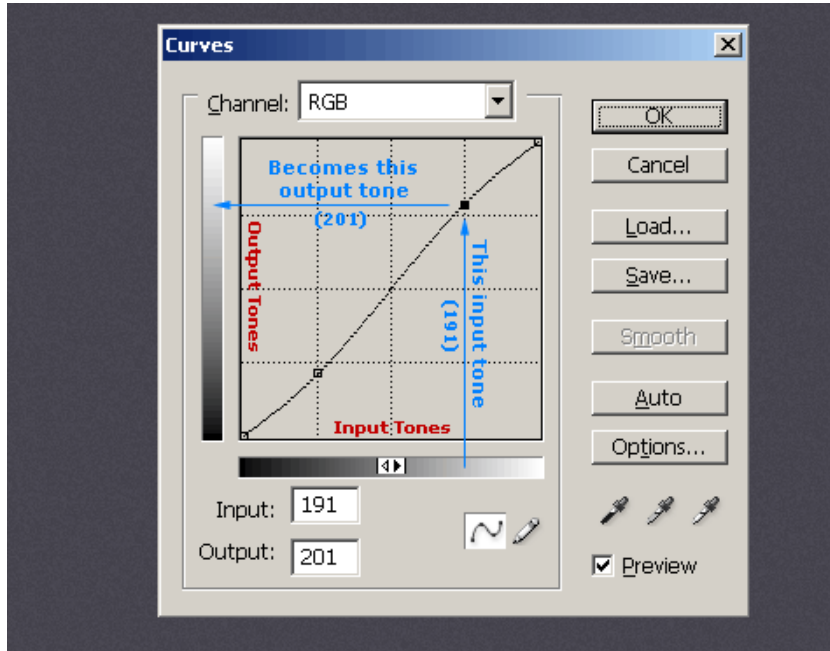 Curves
Channel: RGB
OK
Cancel
Load...
Save...
Smooth
Auto
Options...
Preview
Becomes this
output tone
(201)
Output Tones
This input tone
(191)
Input Tones
Input: 191
Output: 201